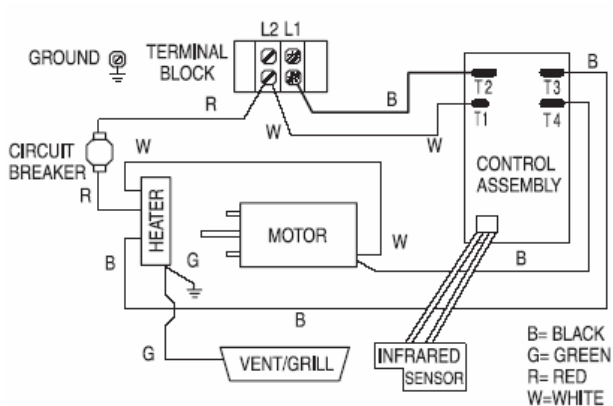 L2 L1
GROUND
TERMINAL
BLOCK
B
R
T2
T3
B
W
W
T1
T4
CIRCUIT
BREAKER
W
CONTROL
ASSEMBLY
R
HEATER
MOTOR
W
B
G
B
B
G
VENT/GRILL
INFRARED
SENSOR
B= BLACK
G= GREEN
R= RED
W=WHITE